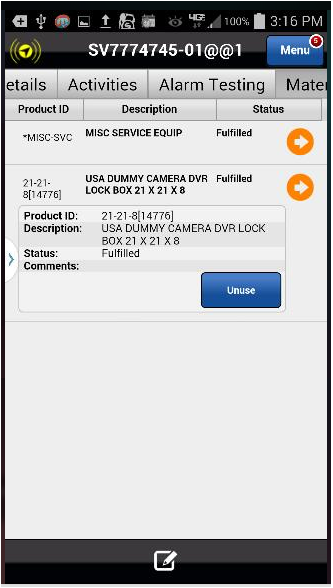 4G 100% 3:16 PM
SV7774745-01@@1
Menu
5
etails Activities Alarm Testing Mate
Product ID Description Status
*MISC-SVC MISC SERVICE EQUIP Fulfilled
21-21-8[14776] USA DUMMY CAMERA DVR Fulfilled
LOCK BOX 21 X 21 X 8
Product ID: 21-21-8[14776]
Description: USA DUMMY CAMERA DVR LOCK
BOX 21 X 21 X 8
Status: Fulfilled
Comments:
Unuse